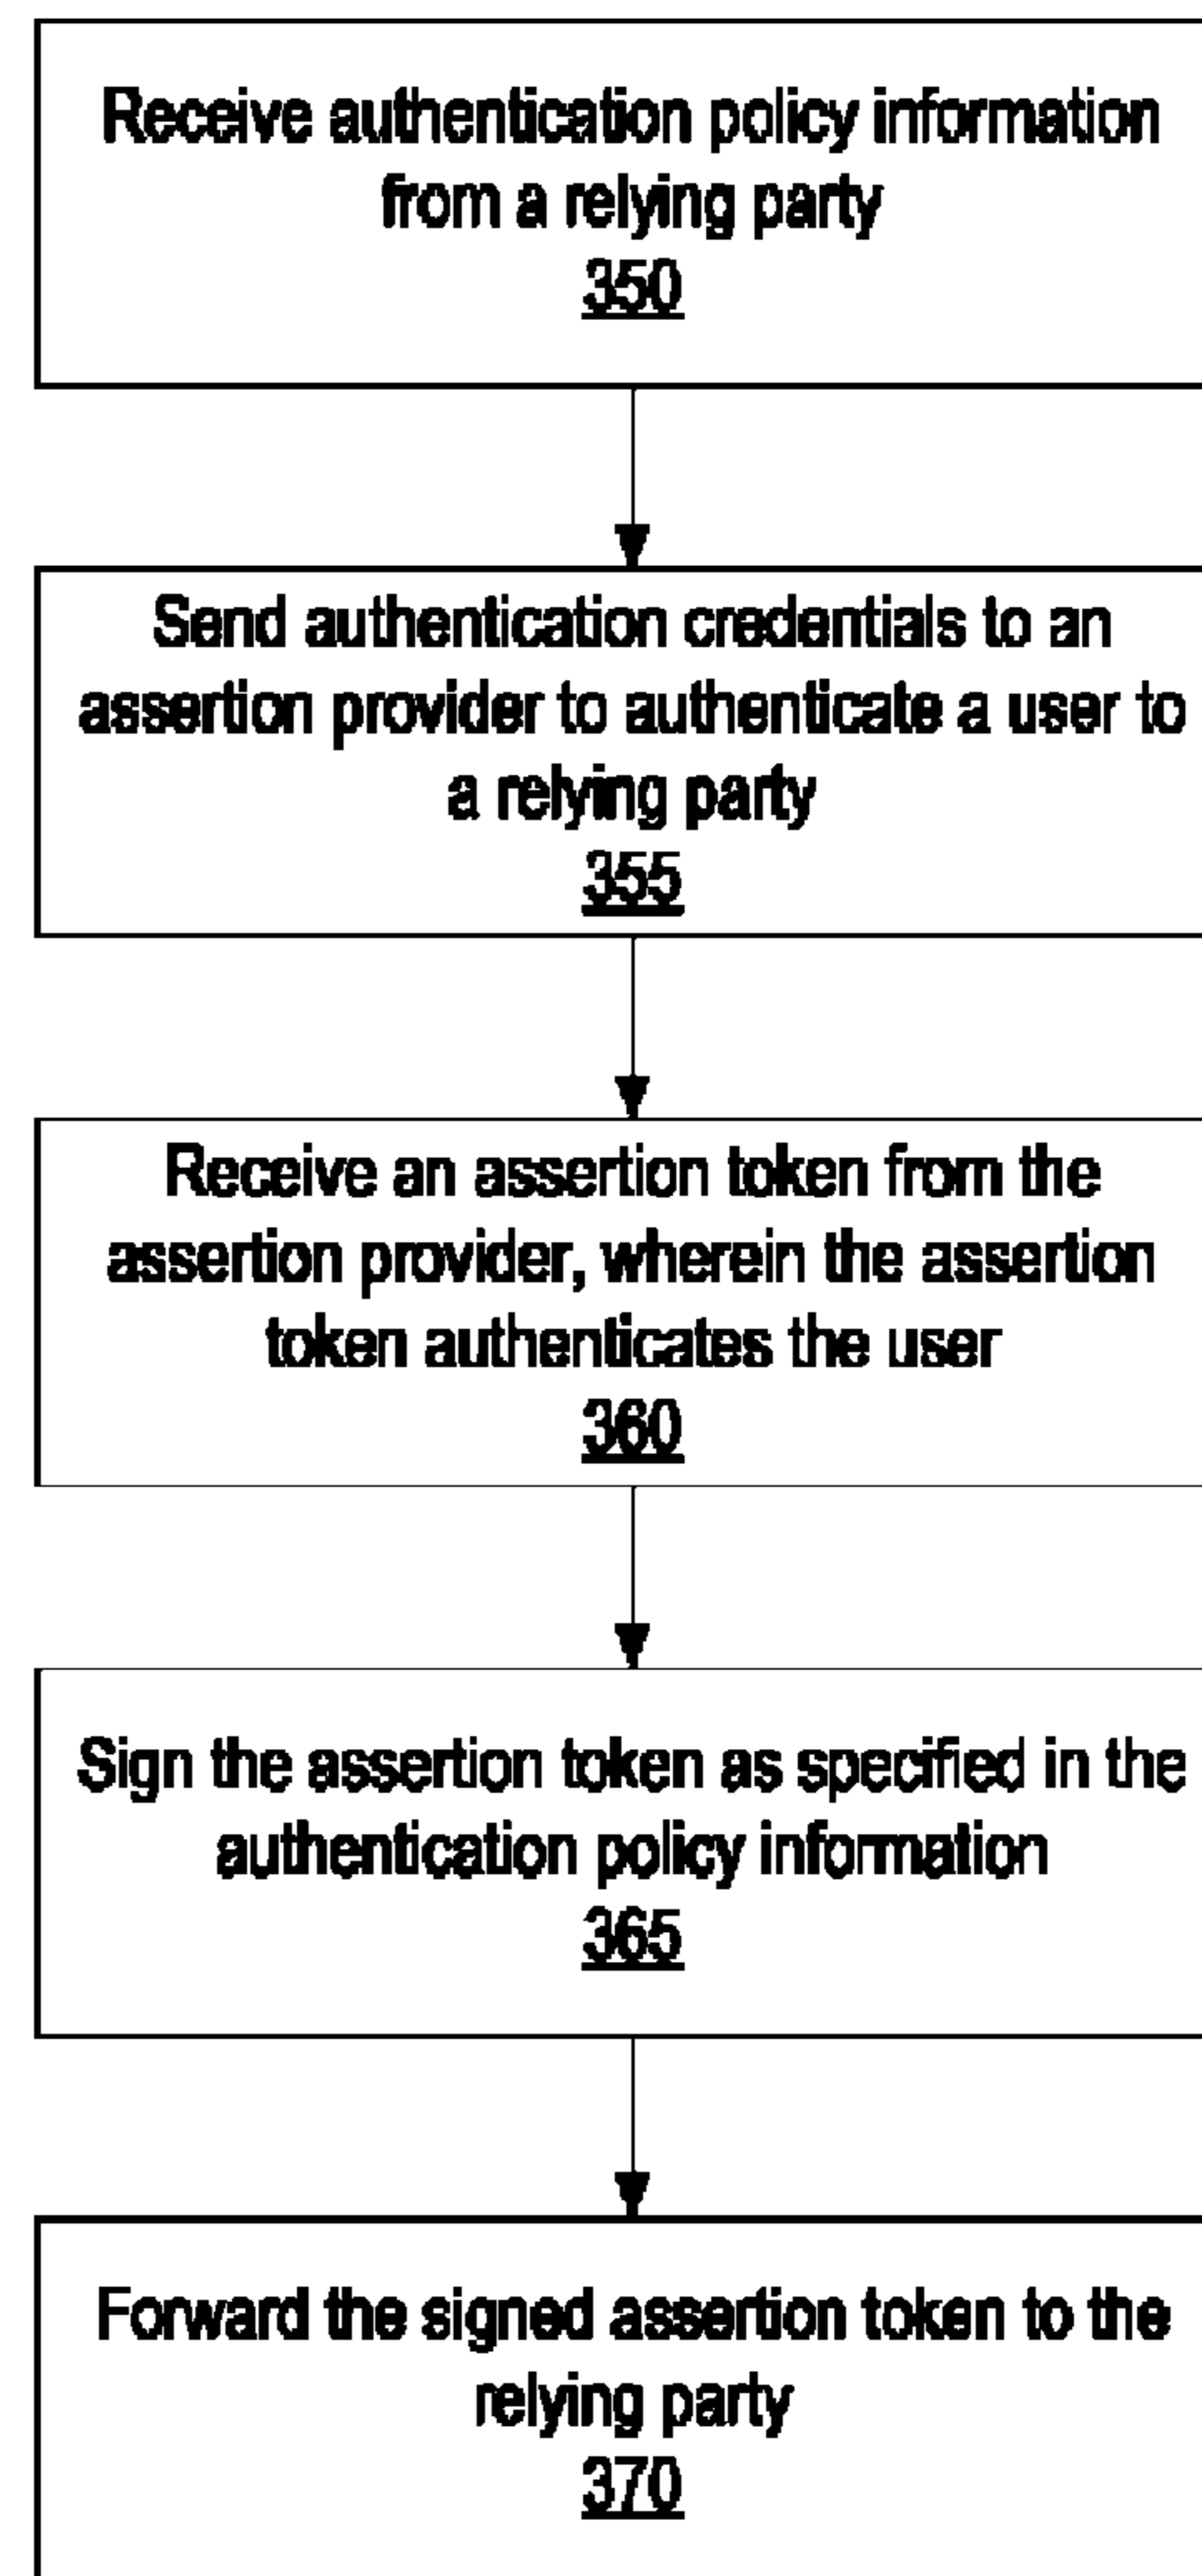 Receive authentication policy information
from a relying party
350
Send authentication credentials to an
assertion provider to authenticate a user to
a relying party
355
Receive an assertion token from the
assertion provider, wherein the assertion
token authenticates the user
360
Sign the assertion token as specified in the
authentication policy information
365
Forward the signed assertion token to the
relying party
370